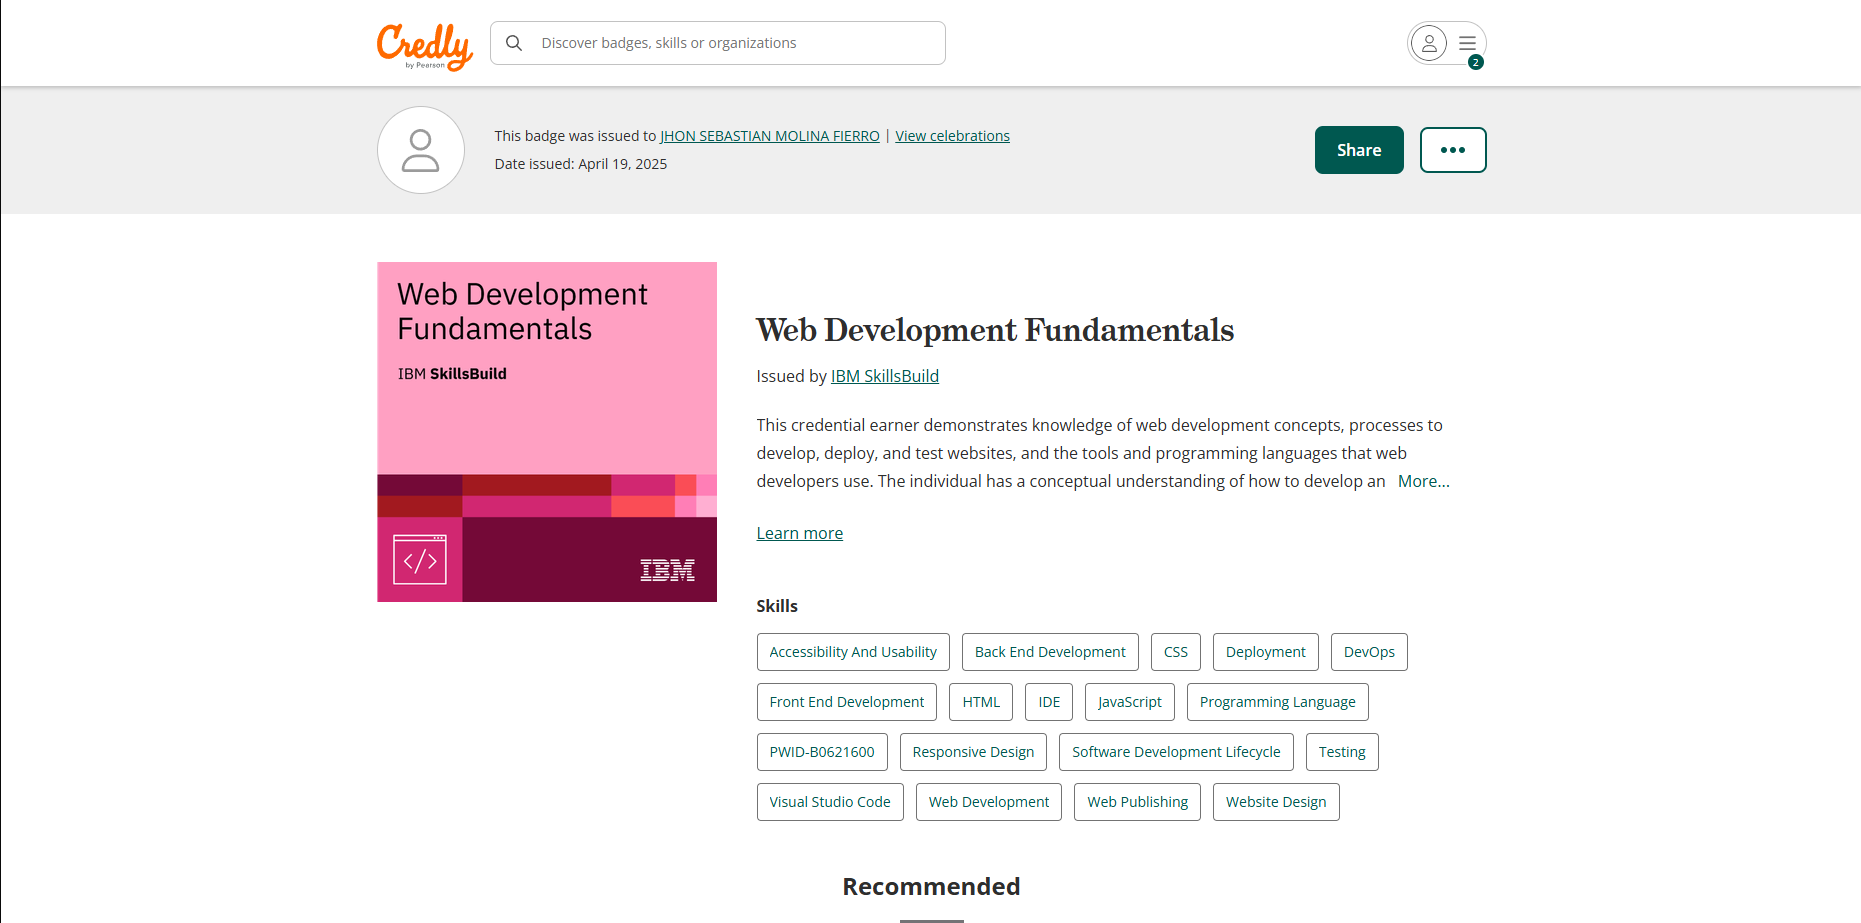 Credly
by Pearson
Discover badges, skills or organizations
2
This badge was issued to JHON SEBASTIAN MOLINA FIERRO | View celebrations
Date issued: April 19, 2025
Share
•••
Web Development
Fundamentals
IBM SkillsBuild
</>
IBM
Web Development Fundamentals
Issued by IBM SkillsBuild
This credential earner demonstrates knowledge of web development concepts, processes to
develop, deploy, and test websites, and the tools and programming languages that web
developers use. The individual has a conceptual understanding of how to develop an More...
Learn more
Skills
Accessibility And Usability Back End Development CSS Deployment DevOps
Front End Development HTML IDE JavaScript Programming Language
PWID-B0621600 Responsive Design Software Development Lifecycle Testing
Visual Studio Code Web Development Web Publishing Website Design
Recommended